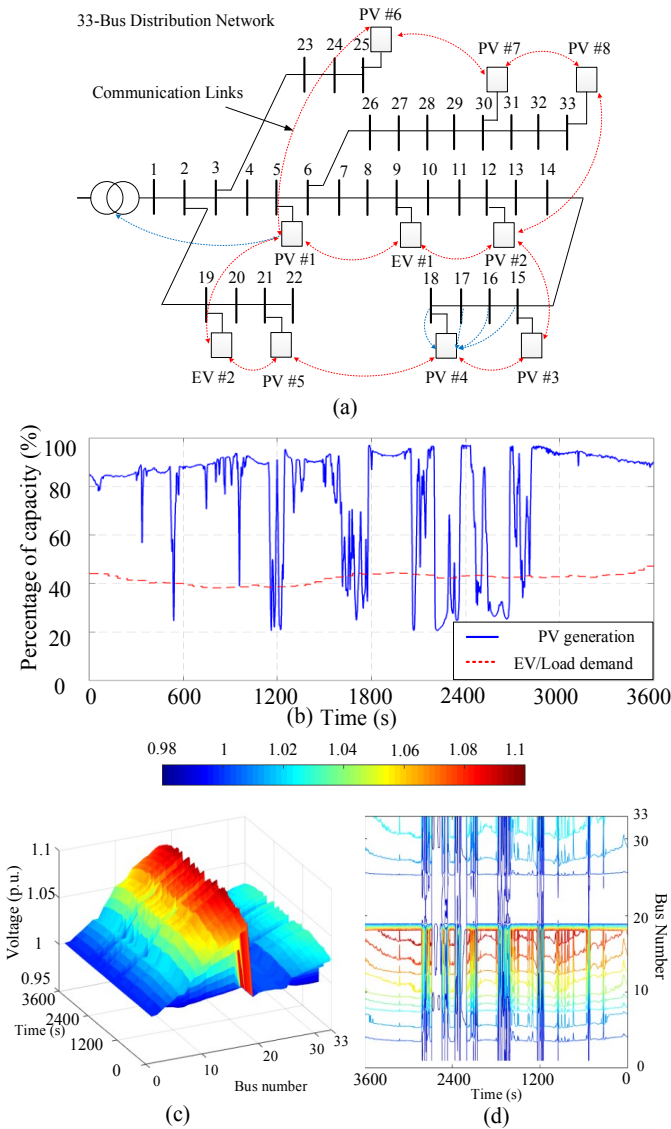 33-Bus Distribution Network
PV #6
23 24 25
PV #7 PV #8
Communication Links
26 27 28 29 30 31 32 33
1 2 3 4 5 6 7 8 9 10 11 12 13 14
PV #1 EV #1 PV #2
19 20 21 22
18 17 16 15
EV #2 PV #5 PV #4 PV #3
(a)
Percentage of capacity (%)
100
80
60
40
20
0
PV generation
EV/Load demand
0 600 1200 1800 2400 3000 3600
(b) Time (s)
0.98 1 1.02 1.04 1.06 1.08 1.1
Voltage (p.u.)
1.1
1.05
1
0.95
3600
2400
1200
0
Time (s)
0 10 20 30 33
Bus number
(c)
33
30
20
10
0
Bus Number
3600 2400 1200 0
Time (s)
(d)